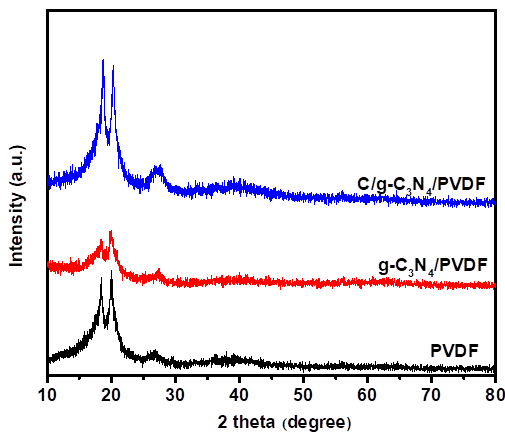 Intensity (a.u.)
C/g-C₃N₄/PVDF
g-C₃N₄/PVDF
PVDF
10 20 30 40 50 60 70 80
2 theta (degree)